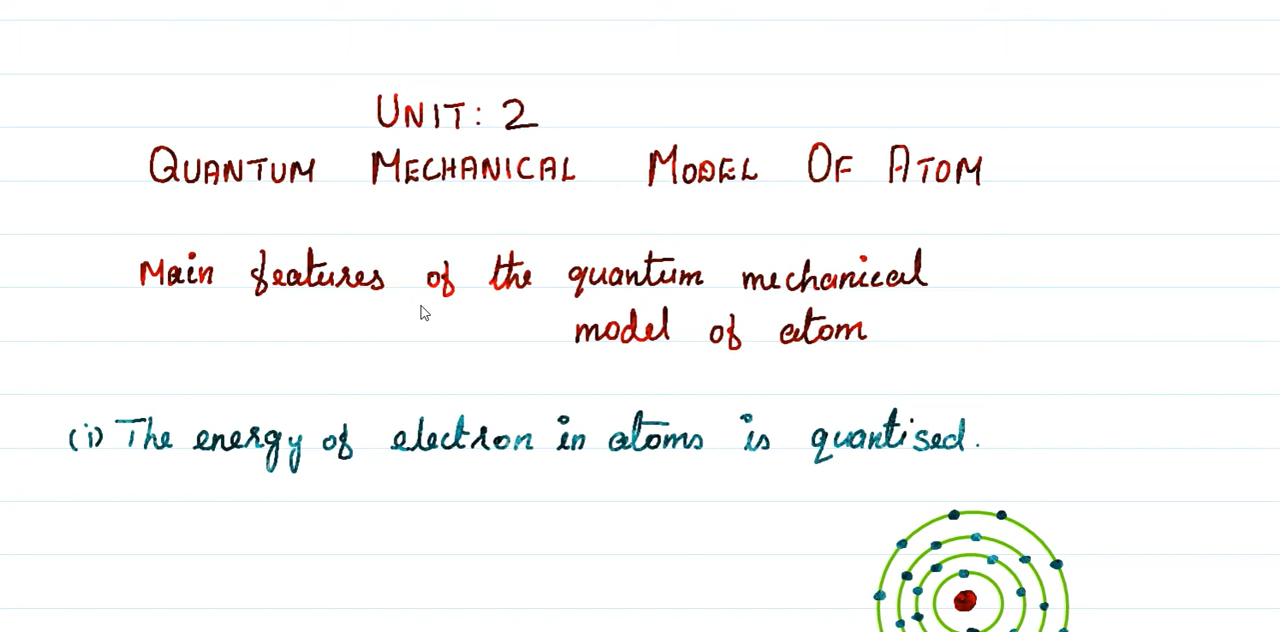 UNIT: 2
QUANTUM MECHANICAL MODEL OF ATOM
Main features of the quantum mechanical
model of atom
(i) The energy of electron in atoms is quantised.